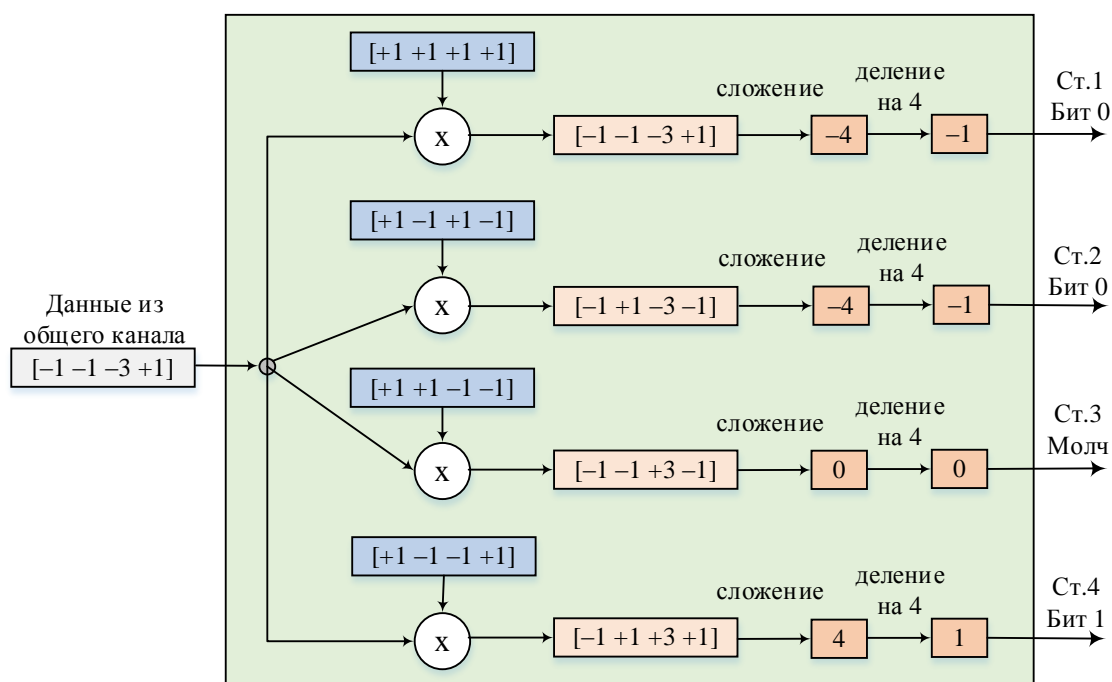 [+1 +1 +1 +1]
сложение
деление
на 4
Ст.1
Бит 0
x
[–1 –1 –3 +1]
–4
–1
[+1 –1 +1 –1]
сложение
деление
на 4
Ст.2
Бит 0
x
[–1 +1 –3 –1]
–4
–1
Данные из
общего канала
[–1 –1 –3 +1]
[+1 +1 –1 –1]
сложение
деление
на 4
Ст.3
Молч
x
[–1 –1 +3 –1]
0
0
[+1 –1 –1 +1]
сложение
деление
на 4
Ст.4
Бит 1
x
[–1 +1 +3 +1]
4
1